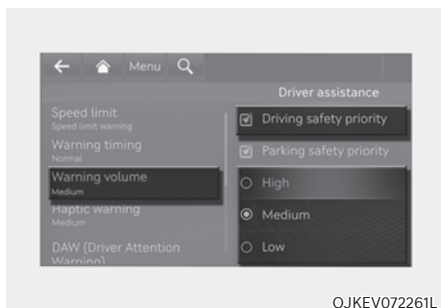 Menu
Driver assistance
Speed limit
Speed limit warning
Warning timing
Normal
Warning volume
Medium
Haptic warning
Medium
DAW (Driver Attention
Warning)
Driving safety priority
Parking safety priority
High
Medium
Low
OJKEV072261L